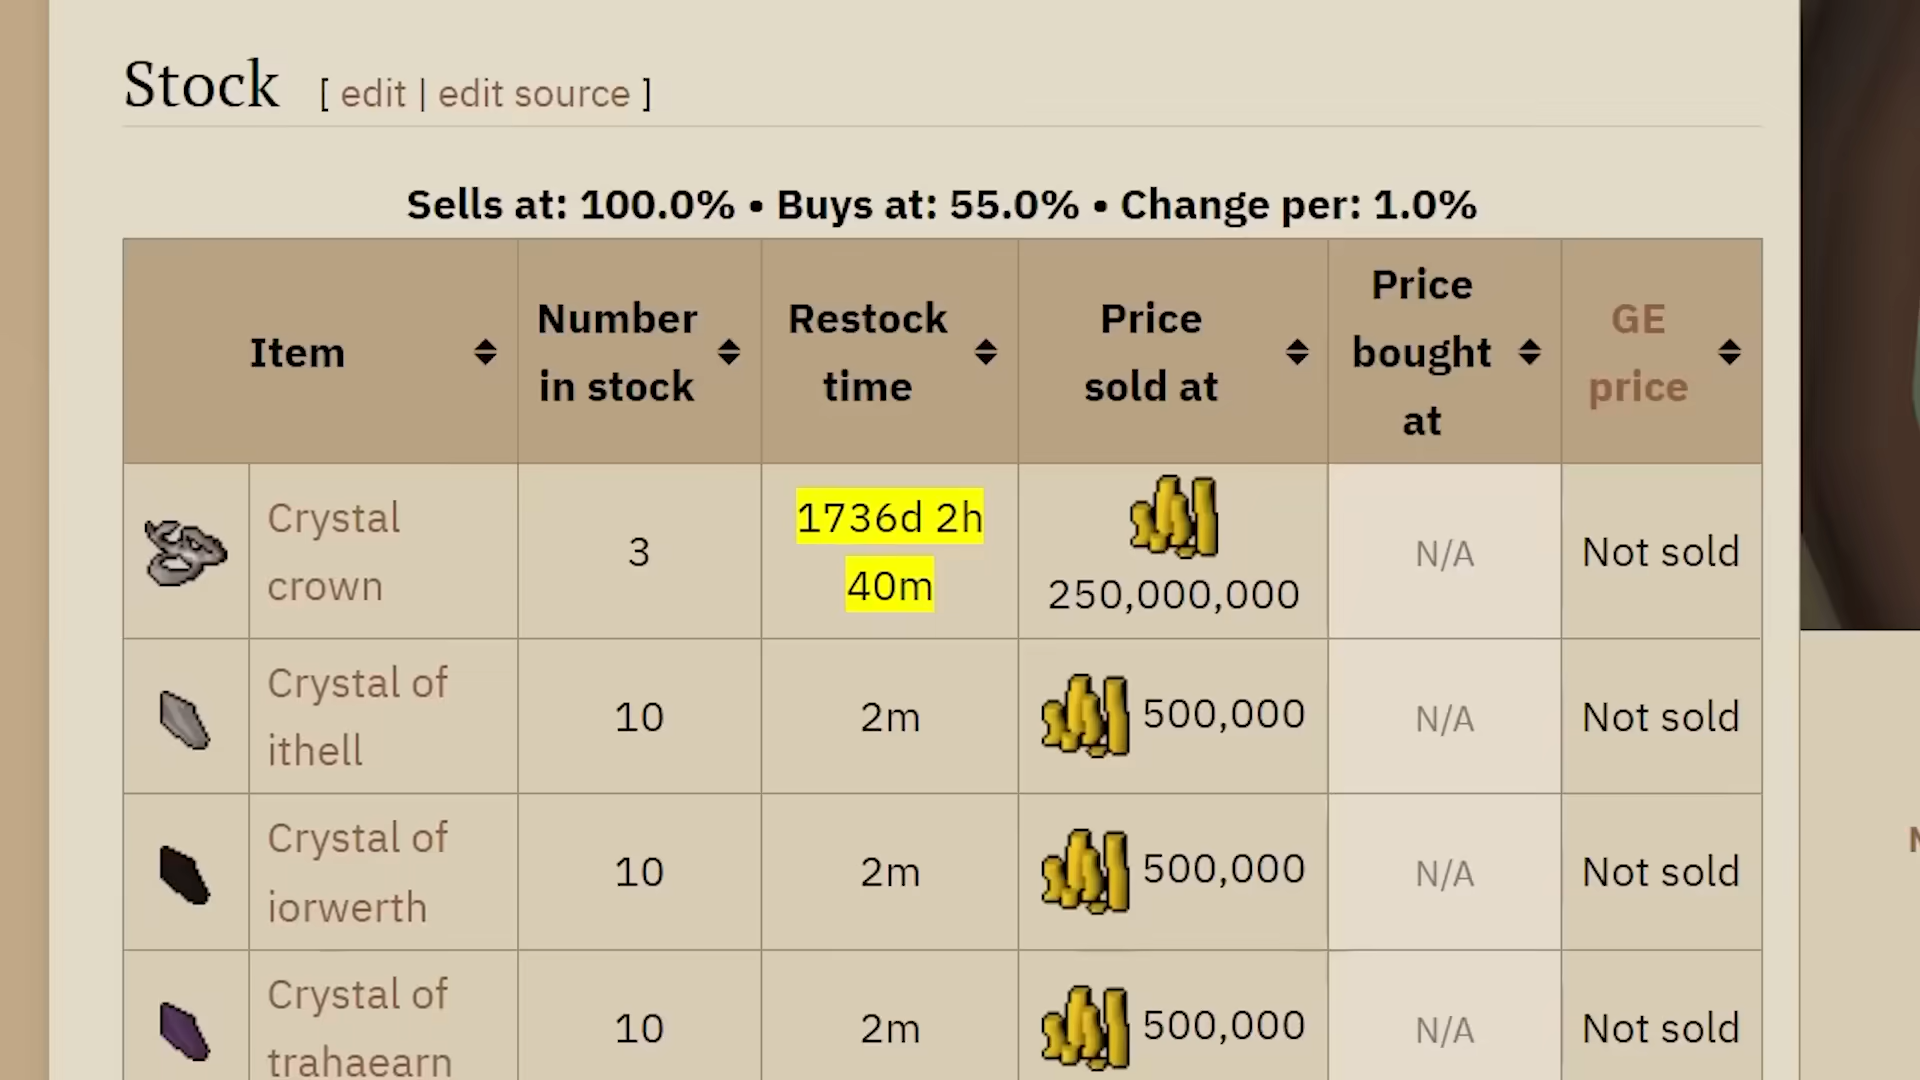 Stock [ edit | edit source ]
Sells at: 100.0% • Buys at: 55.0% • Change per: 1.0%
Item
Number
in stock
Restock
time
Price
sold at
Price
bought
at
GE
price
Crystal
crown
3
1736d 2h
40m
250,000,000
N/A
Not sold
Crystal of
ithell
10
2m
500,000
N/A
Not sold
Crystal of
iorwerth
10
2m
500,000
N/A
Not sold
Crystal of
trahaearn
10
2m
500,000
N/A
Not sold